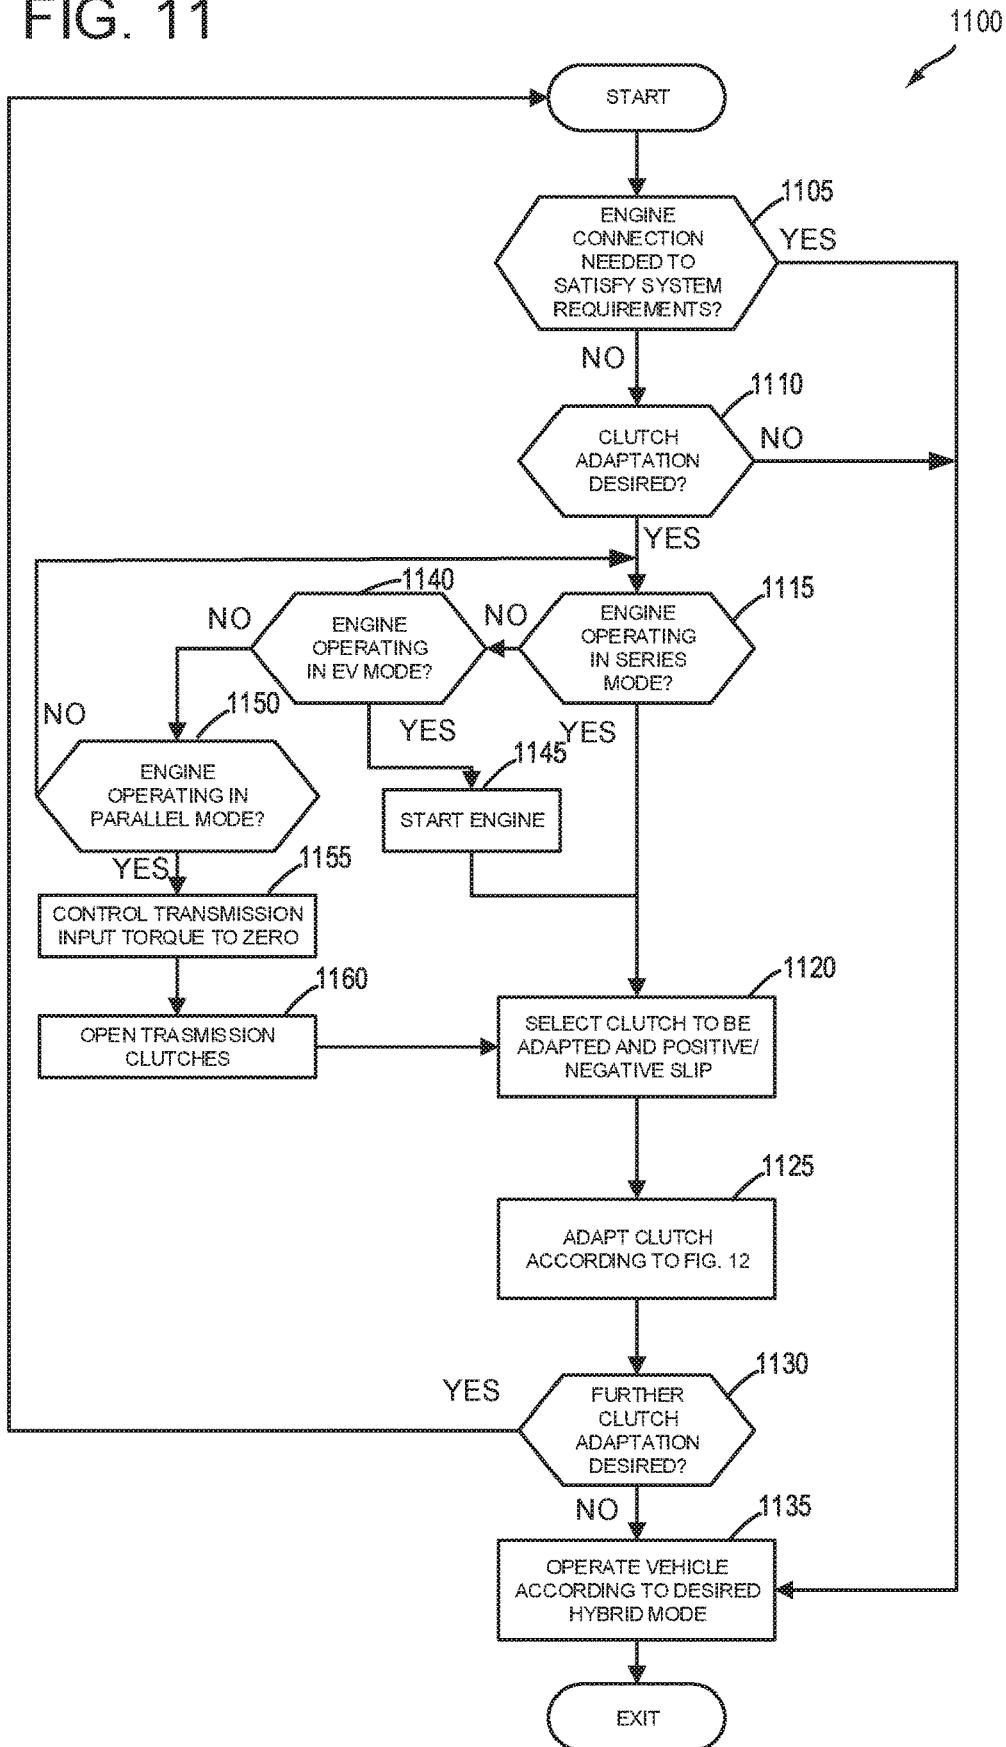 FIG. 11
1100
START
1105
ENGINE
CONNECTION
NEEDED TO
SATISFY SYSTEM
REQUIREMENTS?
YES
NO
1110
CLUTCH
ADAPTATION
DESIRED?
NO
YES
1115
ENGINE
OPERATING
IN SERIES
MODE?
NO
YES
1140
ENGINE
OPERATING
IN EV MODE?
NO
YES
1145
START ENGINE
1150
NO
ENGINE
OPERATING IN
PARALLEL MODE?
YES
1155
CONTROL TRANSMISSION
INPUT TORQUE TO ZERO
1160
OPEN TRASMISSION
CLUTCHES
1120
SELECT CLUTCH TO BE
ADAPTED AND POSITIVE/
NEGATIVE SLIP
1125
ADAPT CLUTCH
ACCORDING TO FIG. 12
1130
YES
FURTHER
CLUTCH
ADAPTATION
DESIRED?
NO
1135
OPERATE VEHICLE
ACCORDING TO DESIRED
HYBRID MODE
EXIT